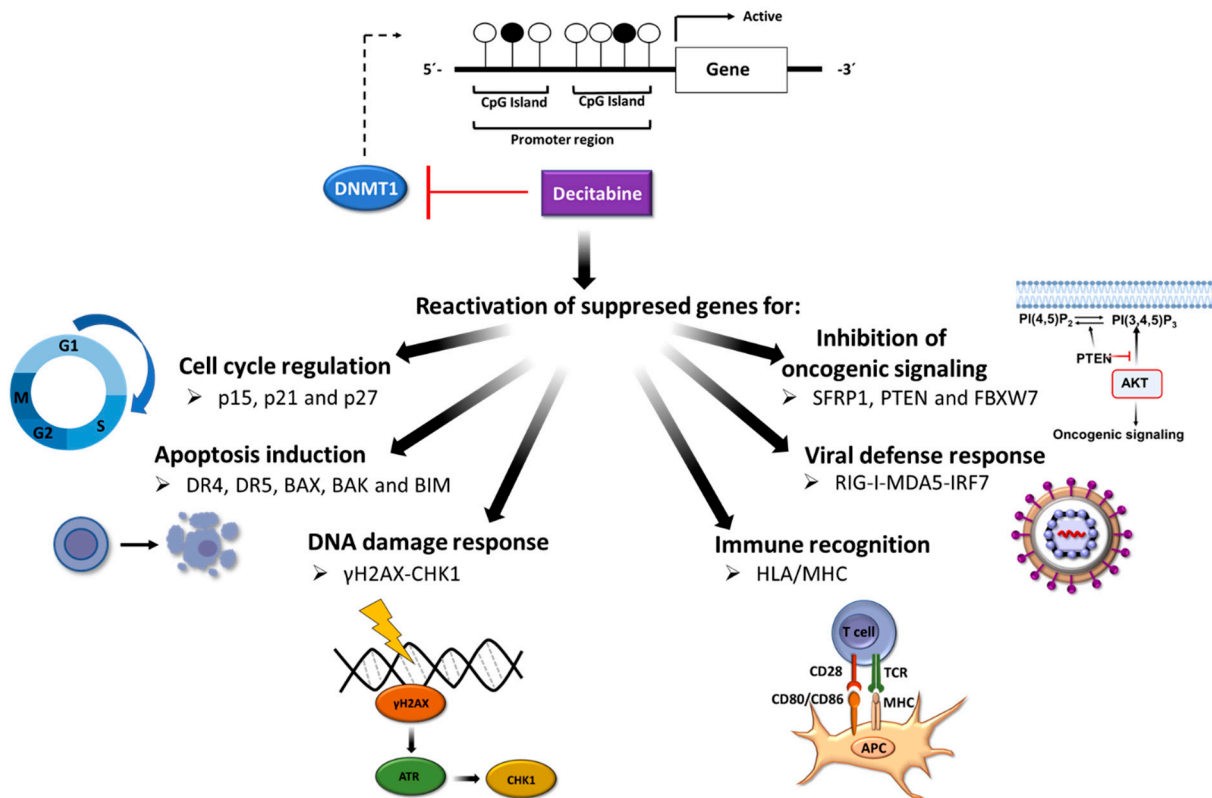 Active
5´-
Gene
-3´
CpG Island
CpG Island
Promoter region
DNMT1
Decitabine
Reactivation of suppresed genes for:
G1
M
G2
S
Cell cycle regulation
➢ p15, p21 and p27
Inhibition of
oncogenic signaling
➢ SFRP1, PTEN and FBXW7
PI(4,5)P₂
PI(3,4,5)P₃
PTEN
AKT
Oncogenic signaling
Apoptosis induction
➢ DR4, DR5, BAX, BAK and BIM
Viral defense response
➢ RIG-I-MDA5-IRF7
DNA damage response
➢ γH2AX-CHK1
Immune recognition
➢ HLA/MHC
γH2AX
ATR
CHK1
T cell
CD28
TCR
CD80/CD86
MHC
APC